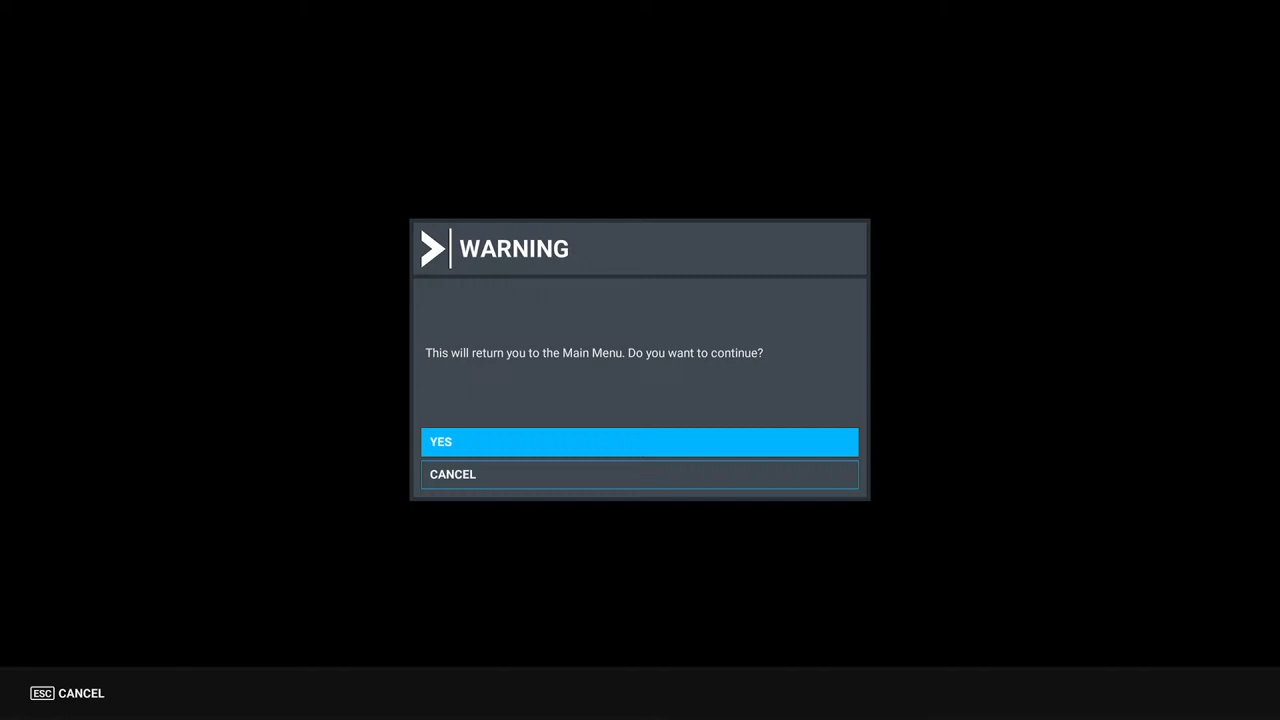 WARNING
This will return you to the Main Menu. Do you want to continue?
YES
CANCEL
ESC CANCEL